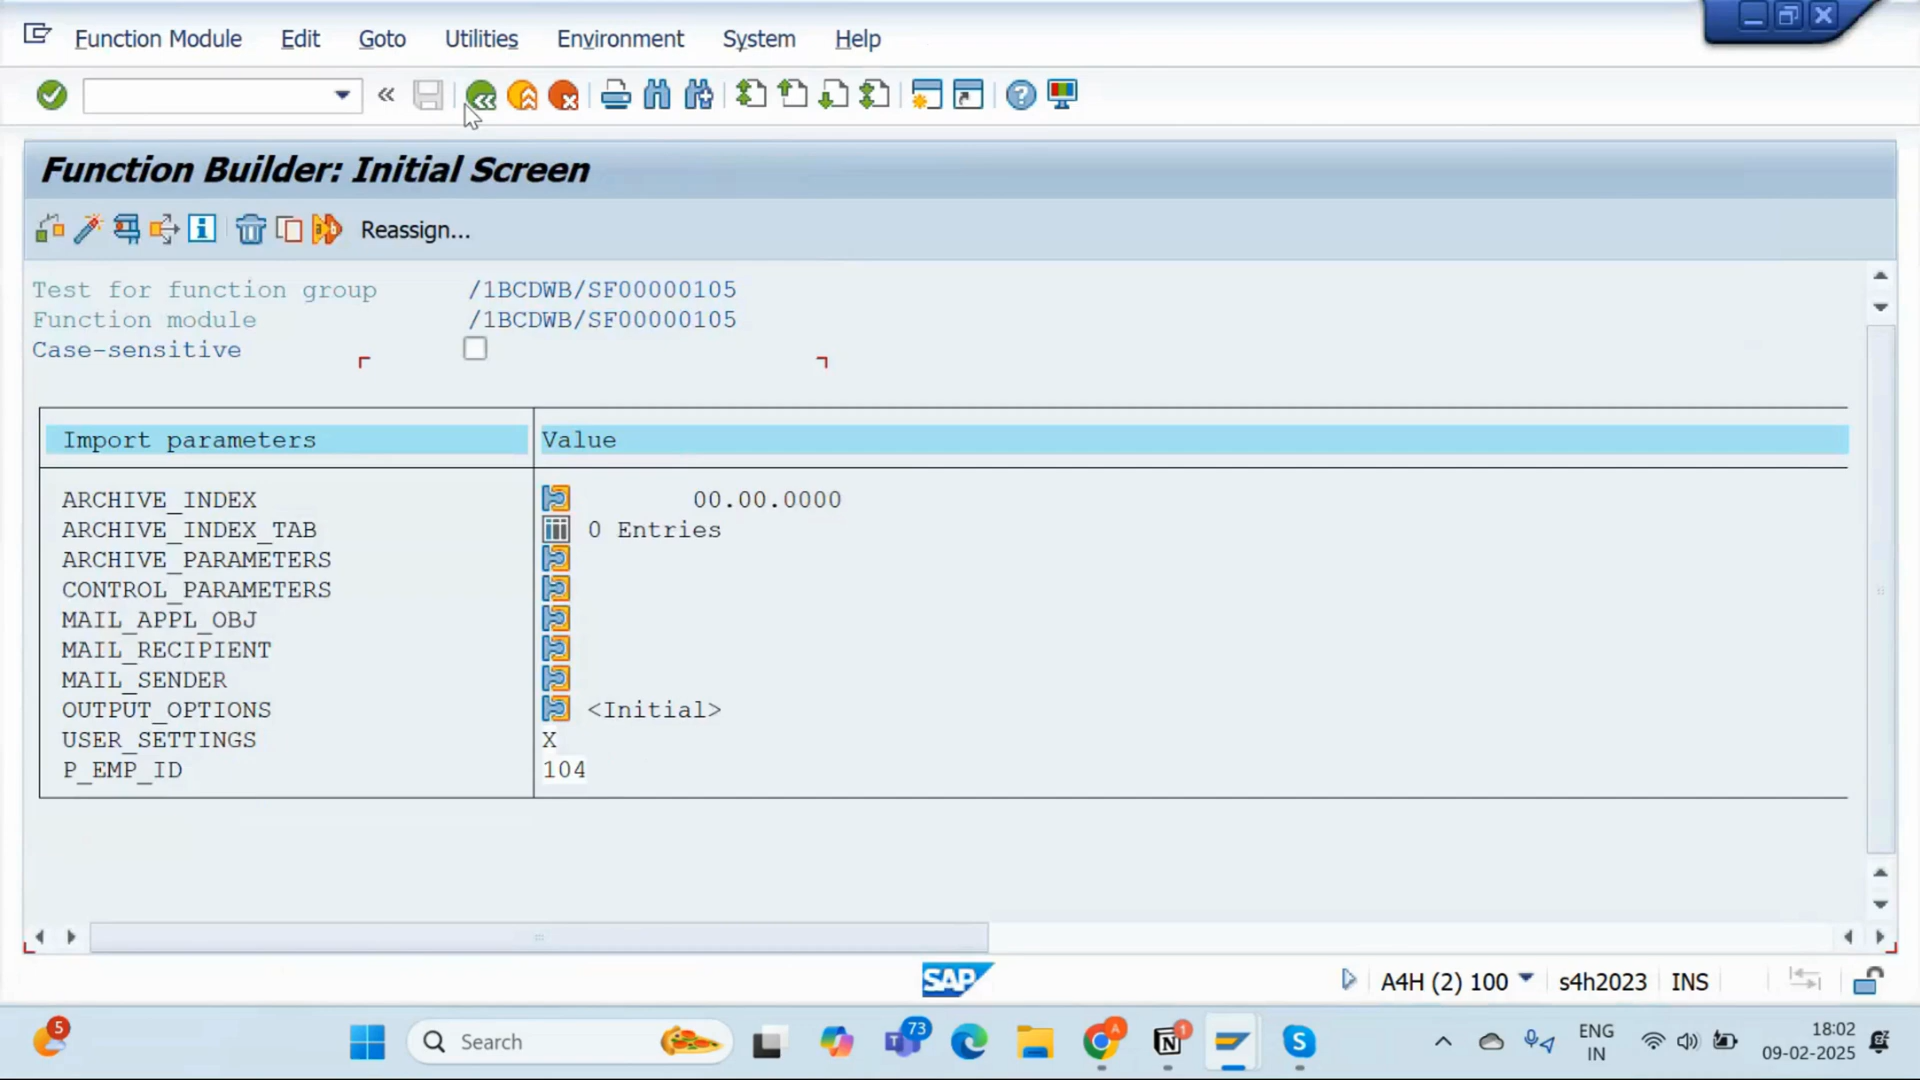 Function Module Edit Goto Utilities Environment System Help
Function Builder: Initial Screen
Reassign...
Test for function group /1BCDWB/SF00000105
Function module /1BCDWB/SF00000105
Case-sensitive
Import parameters Value
ARCHIVE_INDEX 00.00.0000
ARCHIVE_INDEX_TAB 0 Entries
ARCHIVE_PARAMETERS
CONTROL_PARAMETERS
MAIL_APPL_OBJ
MAIL_RECIPIENT
MAIL_SENDER
OUTPUT_OPTIONS <Initial>
USER_SETTINGS X
P_EMP_ID 104
SAP A4H (2) 100 s4h2023 INS
5 Search 73 A 1 ENG 18:02
IN 09-02-2025